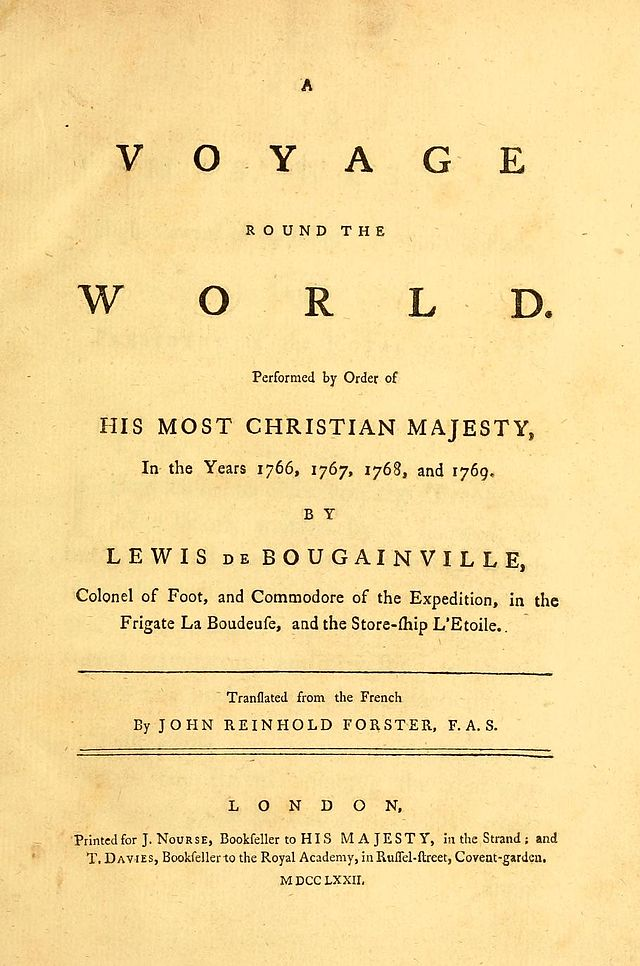 A
VOYAGE
ROUND THE
WORLD.
Performed by Order of
HIS MOST CHRISTIAN MAJESTY,
In the Years 1766, 1767, 1768, and 1769.
BY
LEWIS DE BOUGAINVILLE,
Colonel of Foot, and Commodore of the Expedition, in the
Frigate La Boudeuſe, and the Store-ſhip L'Etoile.
Tranſlated from the French
By JOHN REINHOLD FORSTER, F. A. S.
LONDON,
Printed for J. NOURSE, Bookſeller to HIS MAJESTY, in the Strand; and
T. DAVIES, Bookſeller to the Royal Academy, in Ruſſel-ſtreet, Covent-garden.
MDCCLXXII.